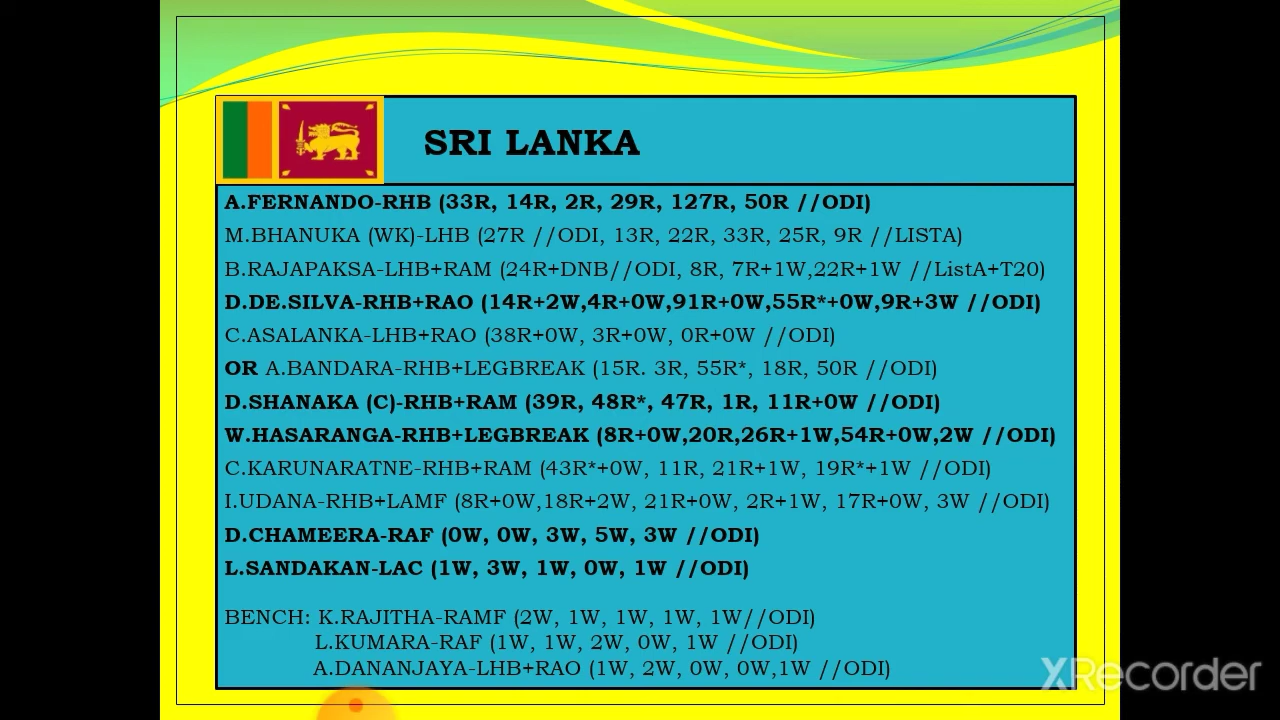 SRI LANKA
A.FERNANDO-RHB (33R, 14R, 2R, 29R, 127R, 50R //ODI)
M.BHANUKA (WK)-LHB (27R //ODI, 13R, 22R, 33R, 25R, 9R //LISTA)
B.RAJAPAKSA-LHB+RAM (24R+DNB//ODI, 8R, 7R+1W,22R+1W //ListA+T20)
D.DE.SILVA-RHB+RAO (14R+2W,4R+0W,91R+0W,55R*+0W,9R+3W //ODI)
C.ASALANKA-LHB+RAO (38R+0W, 3R+0W, 0R+0W //ODI)
OR A.BANDARA-RHB+LEGBREAK (15R. 3R, 55R*, 18R, 50R //ODI)
D.SHANAKA (C)-RHB+RAM (39R, 48R*, 47R, 1R, 11R+0W //ODI)
W.HASARANGA-RHB+LEGBREAK (8R+0W,20R,26R+1W,54R+0W,2W //ODI)
C.KARUNARATNE-RHB+RAM (43R*+0W, 11R, 21R+1W, 19R*+1W //ODI)
I.UDANA-RHB+LAMF (8R+0W,18R+2W, 21R+0W, 2R+1W, 17R+0W, 3W //ODI)
D.CHAMEERA-RAF (0W, 0W, 3W, 5W, 3W //ODI)
L.SANDAKAN-LAC (1W, 3W, 1W, 0W, 1W //ODI)
BENCH: K.RAJITHA-RAMF (2W, 1W, 1W, 1W, 1W//ODI)
L.KUMARA-RAF (1W, 1W, 2W, 0W, 1W //ODI)
A.DANANJAYA-LHB+RAO (1W, 2W, 0W, 0W,1W //ODI)
XRecorder